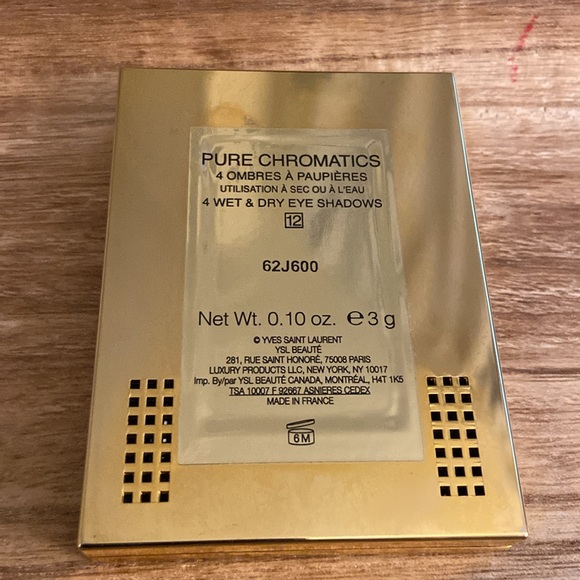 PURE CHROMATICS
4 OMBRES À PAUPIÈRES
UTILISATION À SEC OU À L'EAU
4 WET & DRY EYE SHADOWS
12
62J600
Net Wt. 0.10 oz. ℮ 3 g
© YVES SAINT LAURENT
YSL BEAUTÉ
281, RUE SAINT HONORÉ, 75008 PARIS
LUXURY PRODUCTS LLC, NEW YORK, NY 10017
Imp. By/par YSL BEAUTÉ CANADA, MONTRÉAL, H4T 1K5
TSA 10007 F 92667 ASNIERES CEDEX
MADE IN FRANCE
6M